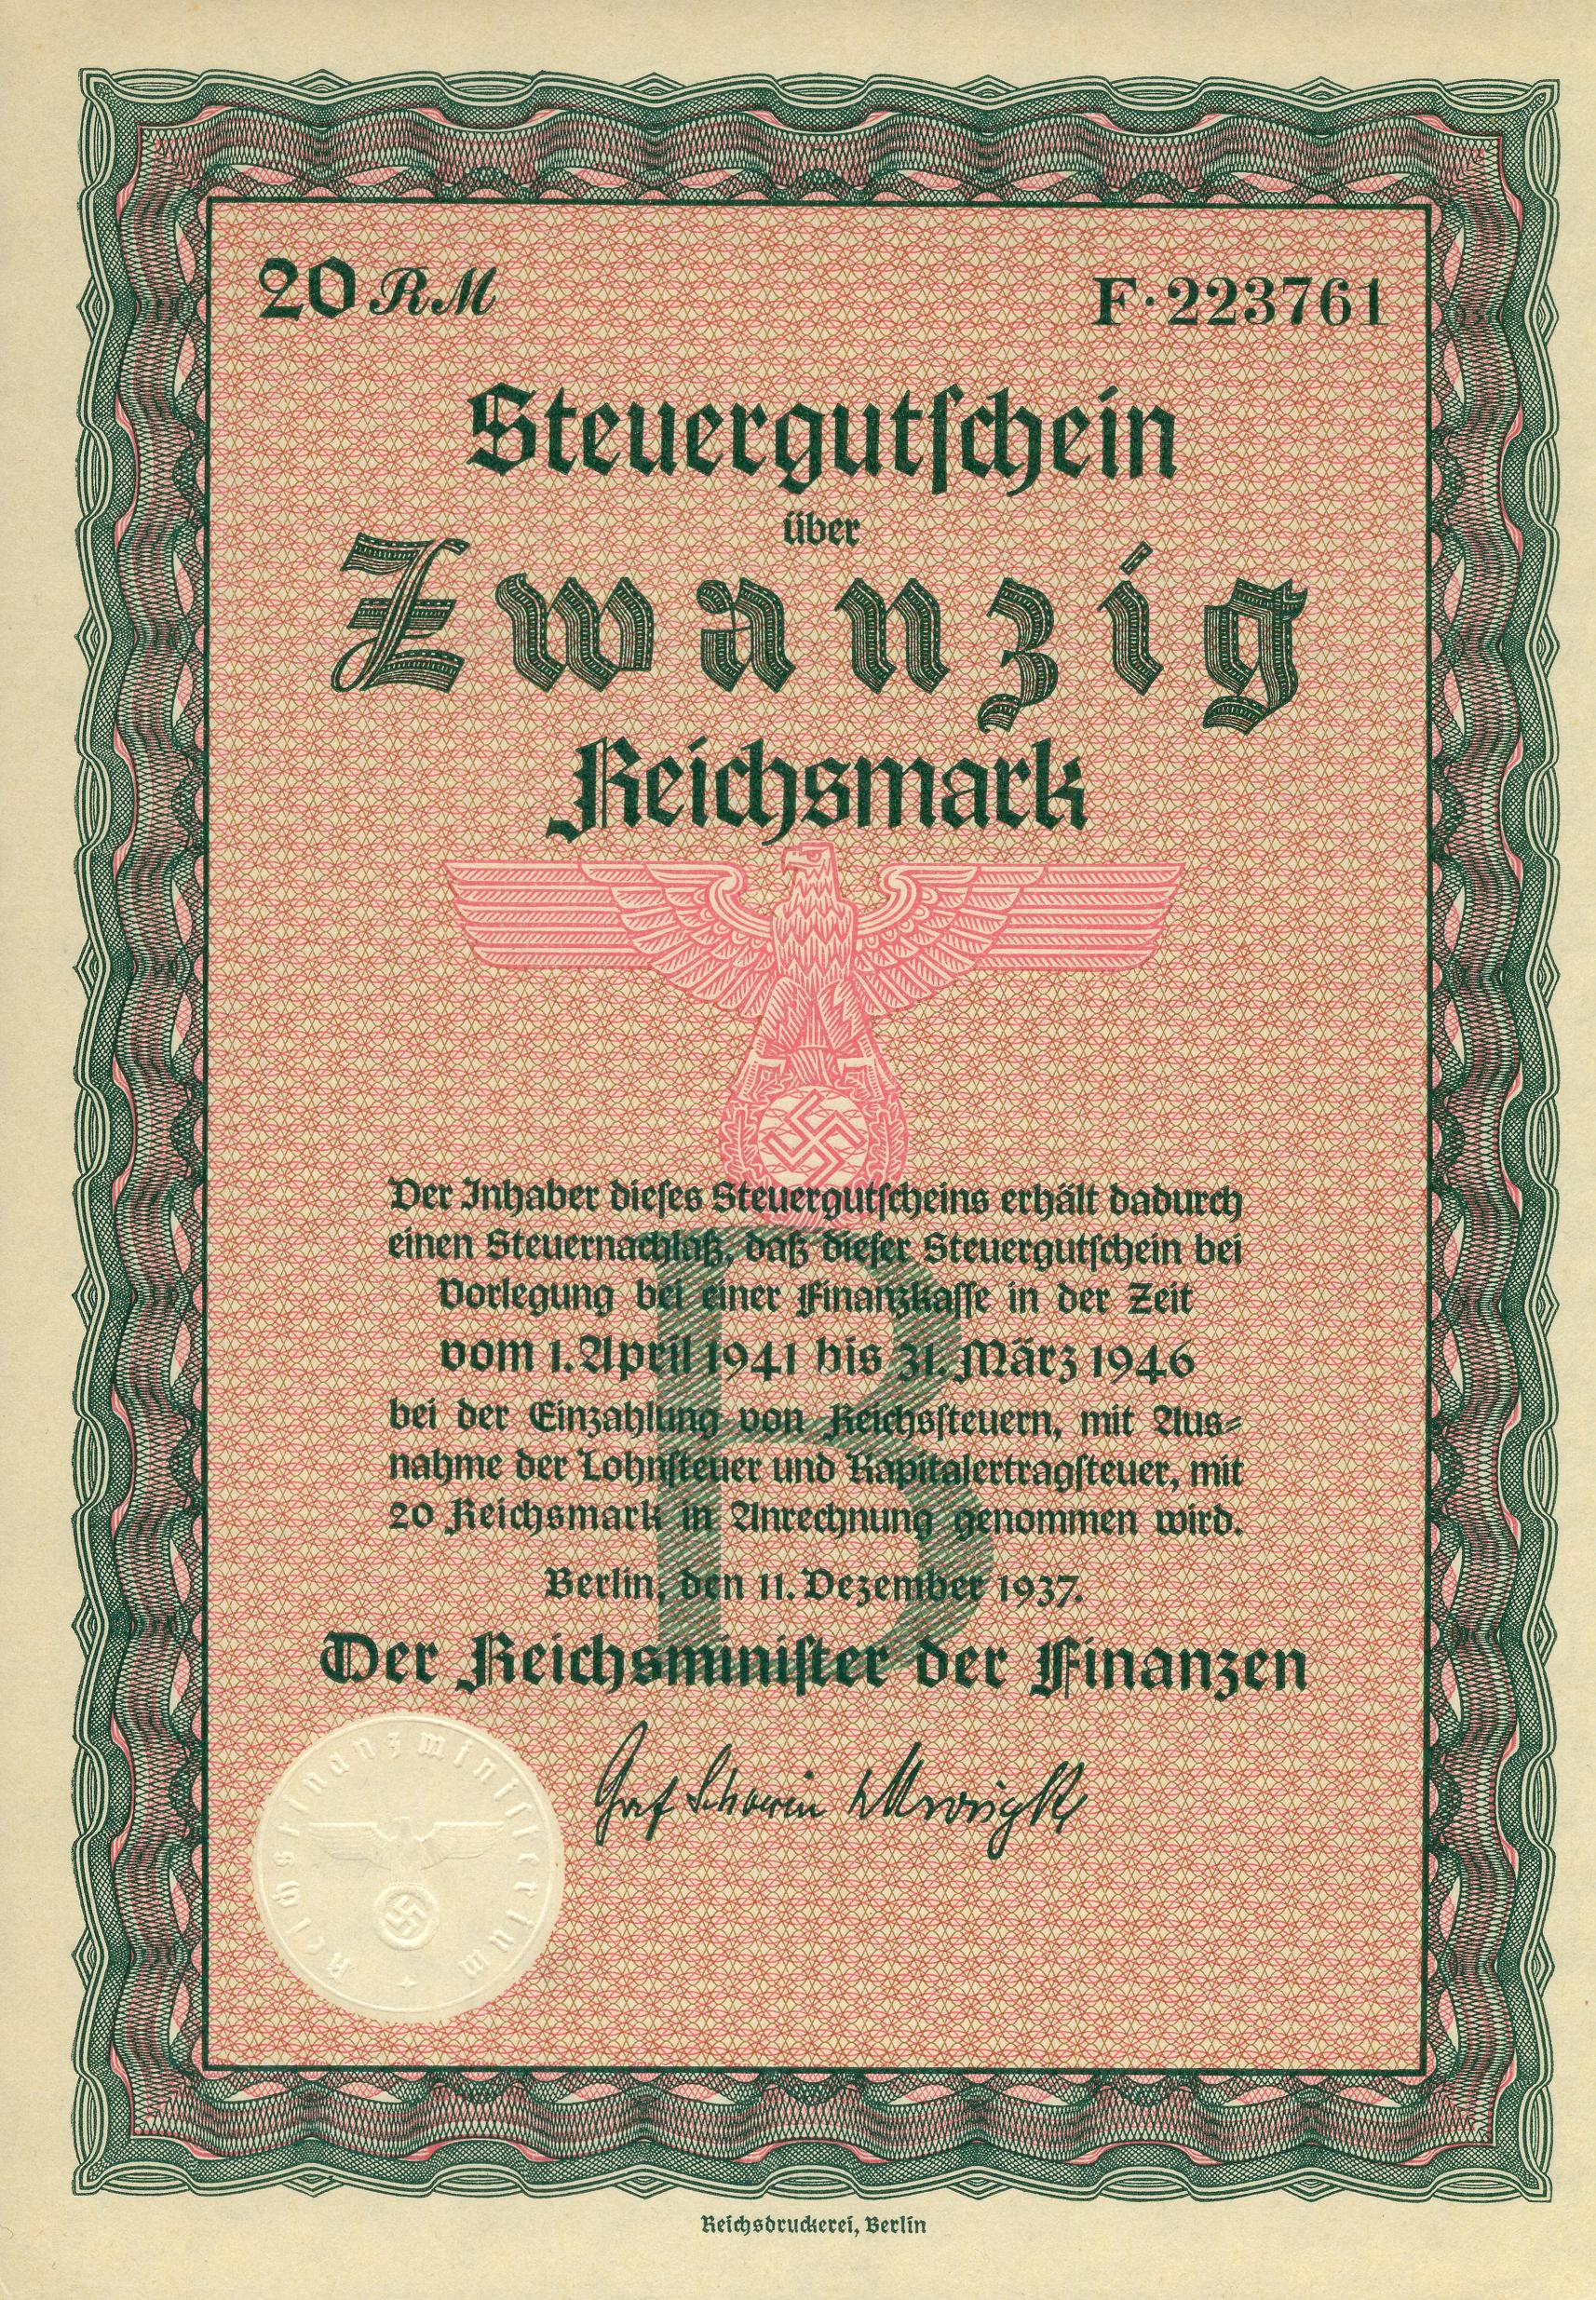 20 RM
F·223761
Steuergutschein
über
Zwanzig
Reichsmark
Der Inhaber dieses Steuergutscheins erhält dadurch
einen Steuernachlaß, daß dieser Steuergutschein bei
Vorlegung bei einer Finanzkasse in der Zeit
vom 1. April 1941 bis 31. März 1946
bei der Einzahlung von Reichssteuern, mit Aus-
nahme der Lohnsteuer und Kapitalertragsteuer, mit
20 Reichsmark in Anrechnung genommen wird.
B
Berlin, den 11. Dezember 1937.
Der Reichsminister der Finanzen
Graf Schwerin v Krosigk
Reichsfinanzministerium
Reichsdruckerei, Berlin